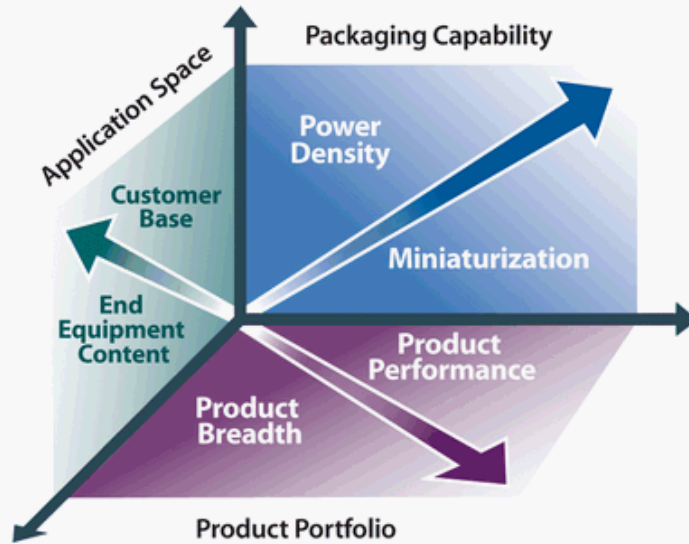 Packaging Capability
Application Space
Power
Density
Customer
Base
Miniaturization
End
Equipment
Content
Product
Performance
Product
Breadth
Product Portfolio